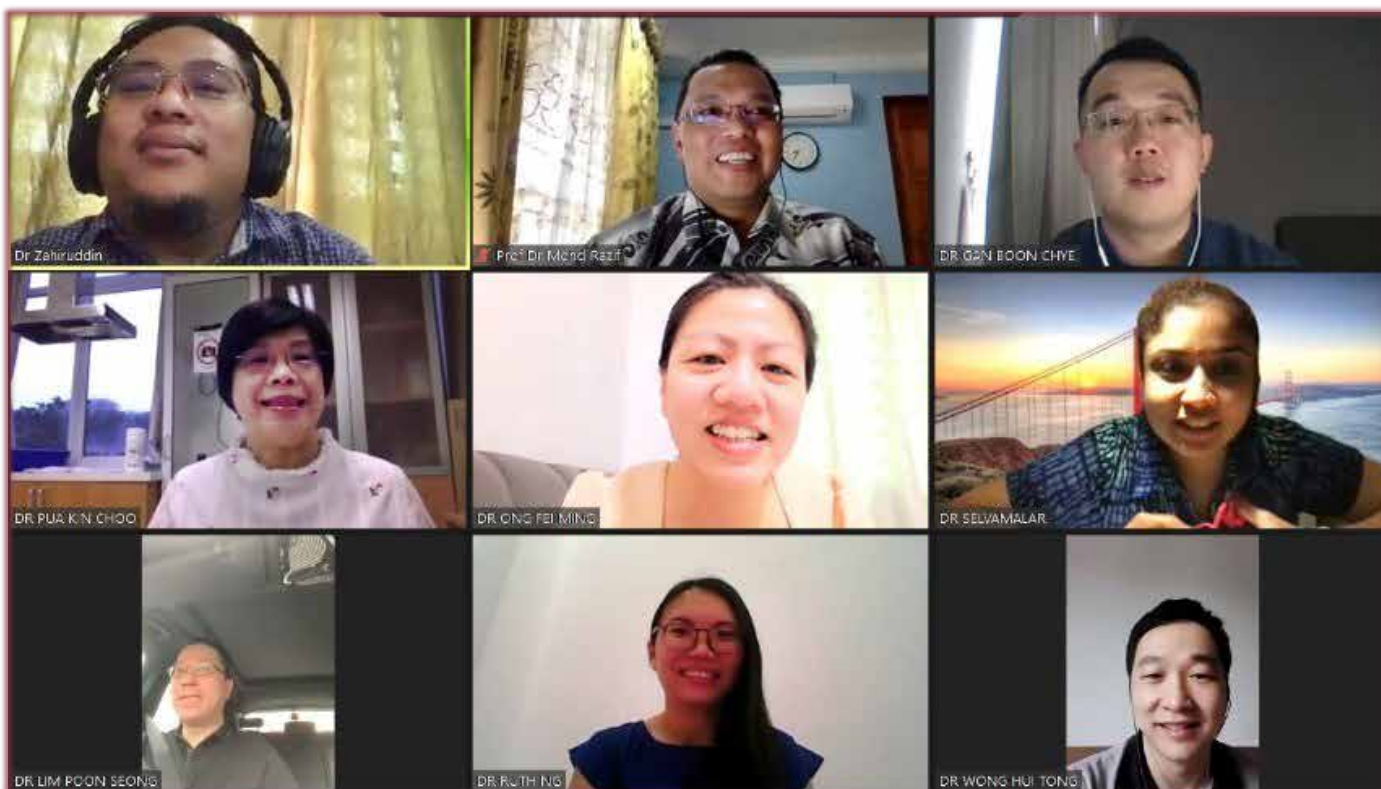 Dr Zahiruddin
Prof Dr Mohd Razif
DR GAN BOON CHYE
DR PUA KIN CHOO
DR ONG FEI MING
DR SELVAMALAR
DR LIM POON SEONG
DR RUTH NG
DR WONG HUI TONG